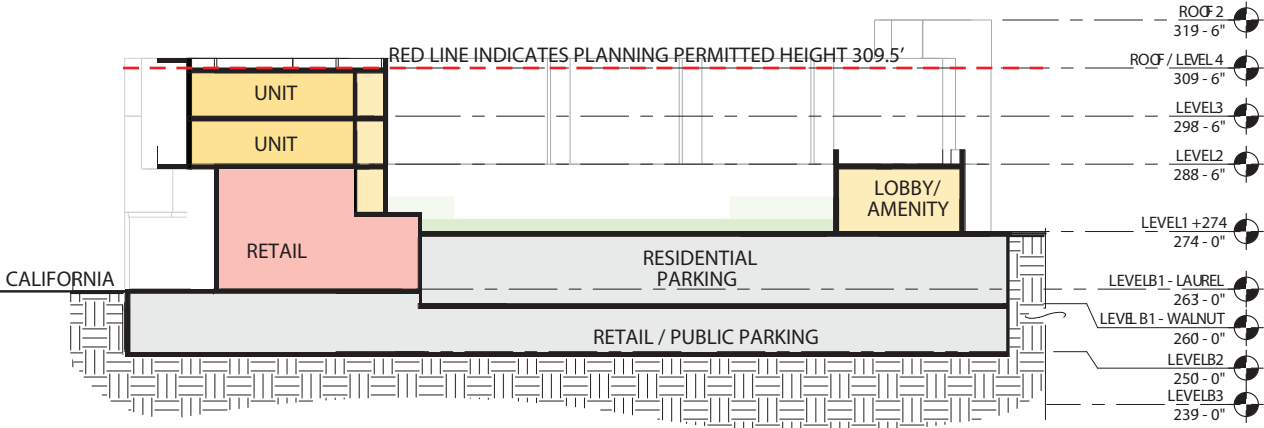 ROOF 2
319 - 6"
RED LINE INDICATES PLANNING PERMITTED HEIGHT 309.5'
ROOF / LEVEL 4
309 - 6"
UNIT
LEVEL3
298 - 6"
UNIT
LEVEL2
288 - 6"
LOBBY/
AMENITY
LEVEL1 +274
274 - 0"
RETAIL
RESIDENTIAL
PARKING
CALIFORNIA
LEVELB1 - LAUREL
263 - 0"
LEVEL B1 - WALNUT
260 - 0"
RETAIL / PUBLIC PARKING
LEVELB2
250 - 0"
LEVELB3
239 - 0"